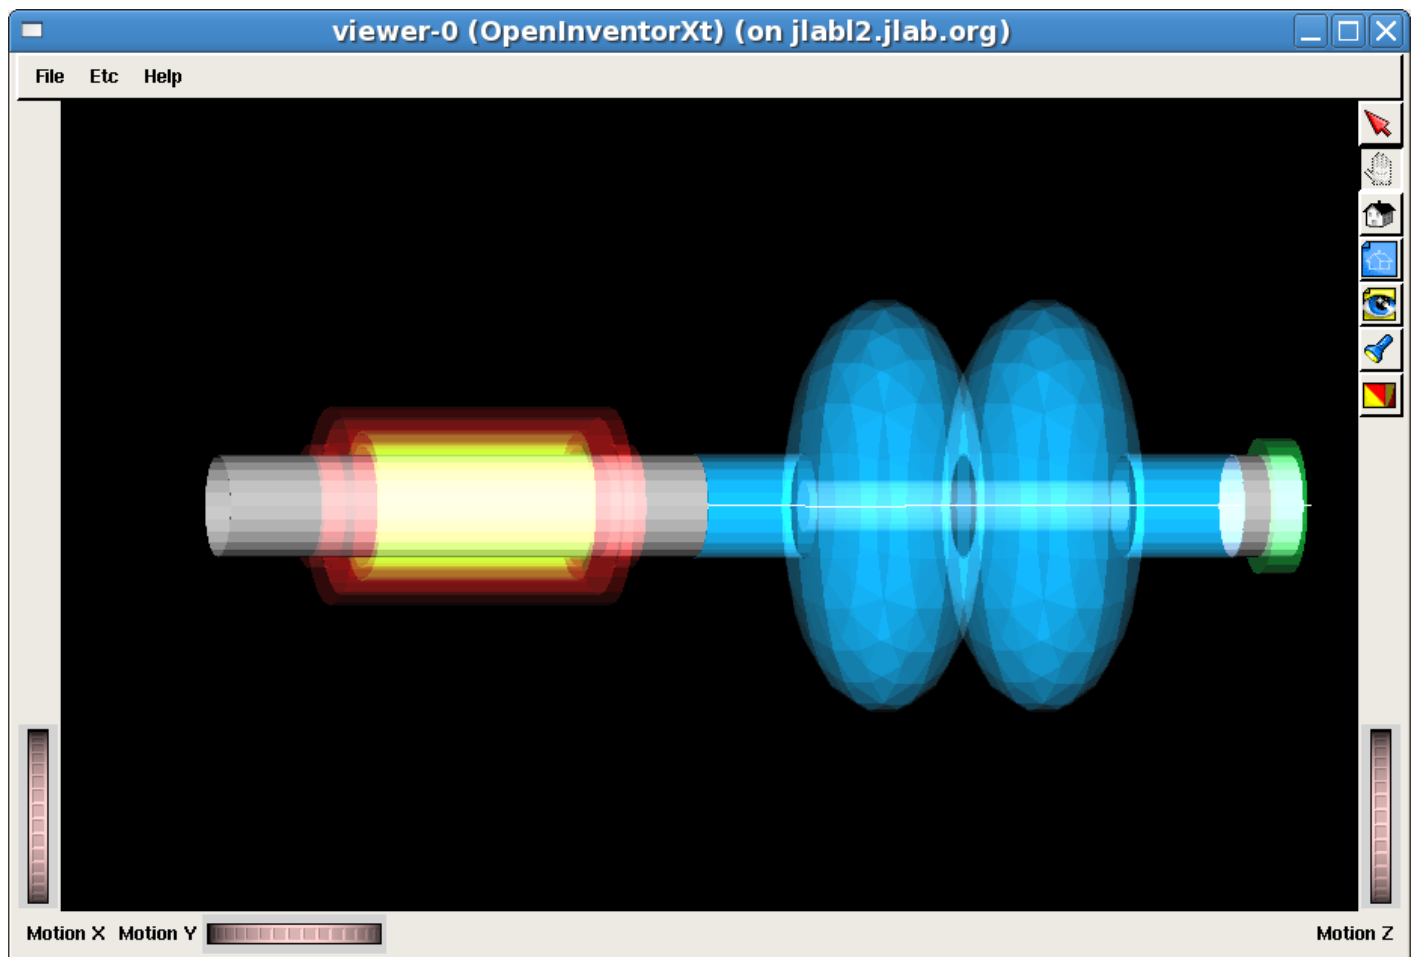 viewer-0 (OpenInventorXt) (on jlabl2.jlab.org)
File Etc Help
Motion X Motion Y Motion Z